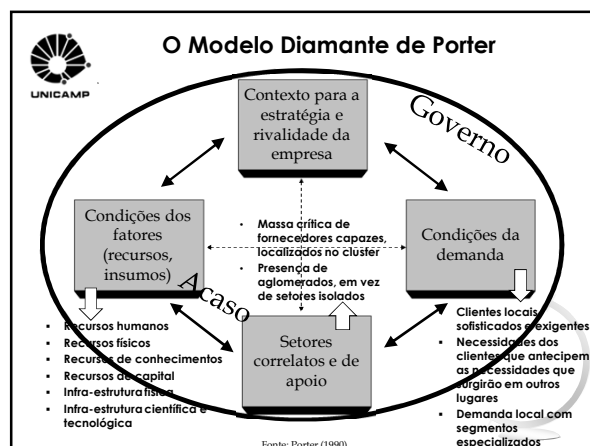 O Modelo Diamante de Porter
UNICAMP
Contexto para a
estratégia e
rivalidade da
empresa
Governo
Condições dos
fatores
(recursos,
insumos)
• Massa crítica de
fornecedores capazes,
localizados no cluster
• Presença de
aglomerados, em vez
de setores isolados
Condições da
demanda
Acaso
Setores
correlatos e de
apoio
▪ Recursos humanos
▪ Recursos físicos
▪ Recursos de conhecimentos
▪ Recursos de capital
▪ Infra-estrutura física
▪ Infra-estrutura científica e
tecnológica
▪ Clientes locais
sofisticados e exigentes
▪ Necessidades dos
clientes que antecipem
as necessidades que
surgirão em outros
lugares
▪ Demanda local com
segmentos
especializados
Fonte: Porter (1990)